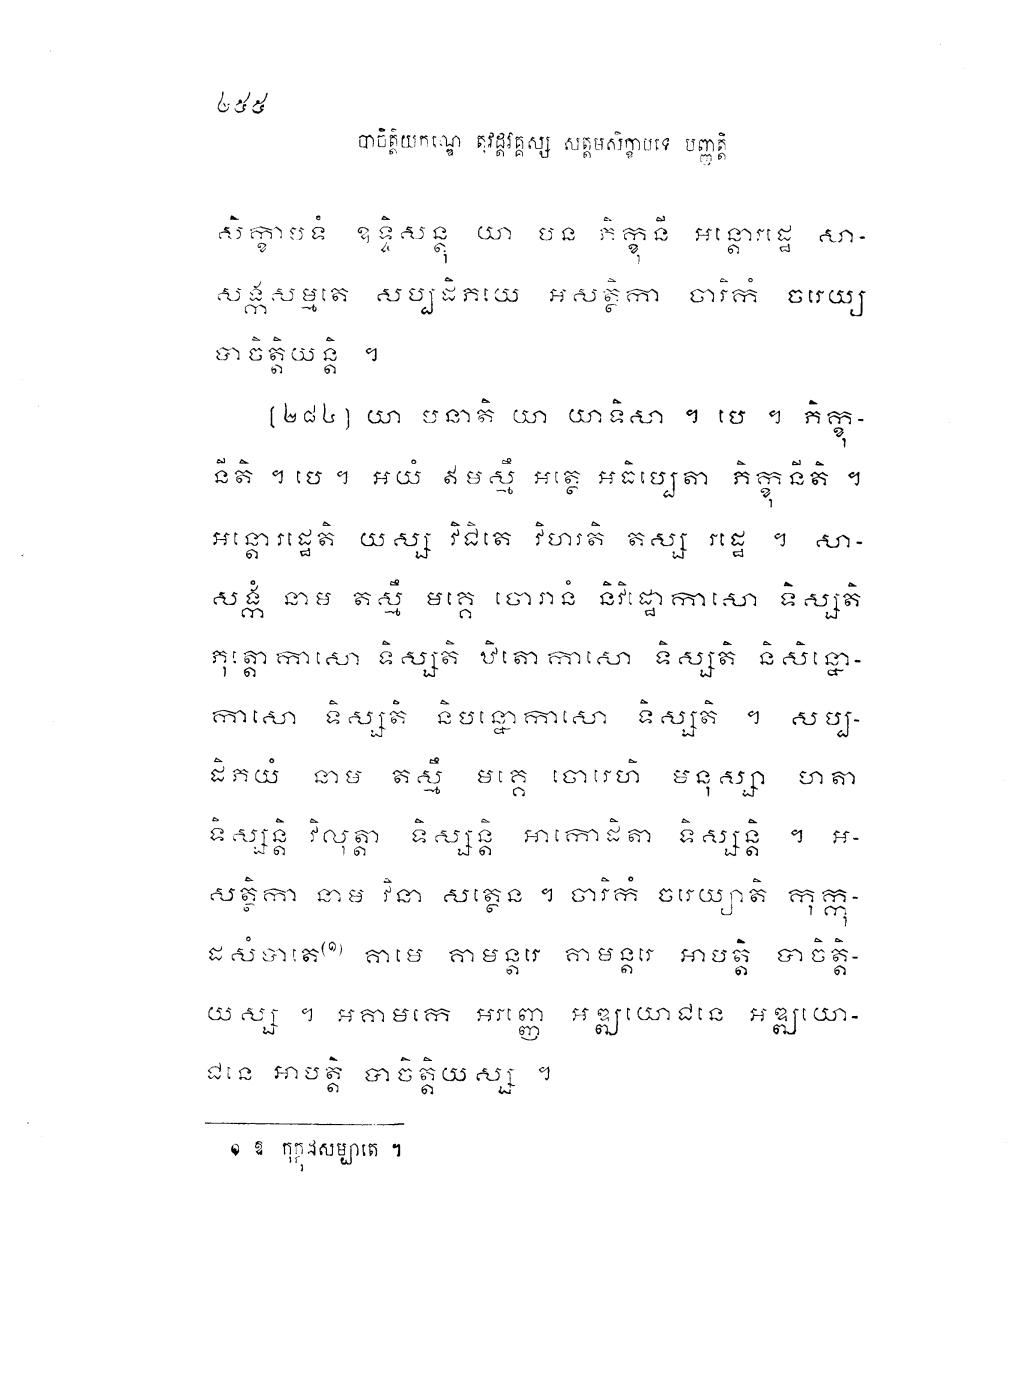 ៤៥៥
បាចិត្តិយកណ្ឌេ តុវដ្ដវគ្គស្ស សត្តមសិក្ខាបទេ បញ្ញត្តិ
សិក្ខាបទំ ឧទ្ទិសន្តុ យា បន ភិក្ខុនី អន្តោរដ្ឋេ សា-
សង្កសម្មតេ សប្បដិភយេ អសត្ថិកា ចារិកំ ចរេយ្យ
បាចិត្តិយន្តិ ។
(២៨៤) យា បនាតិ យា យាទិសា ។ បេ ។ ភិក្ខុ-
នីតិ ។ បេ ។ អយំ ឥមស្មឹ អត្ថេ អធិប្បេតា ភិក្ខុនីតិ ។
អន្តោរដ្ឋេតិ យស្ស វិជិតេ វិហរតិ តស្ស រដ្ឋេ ។ សា-
សង្កំ នាម តស្មឹ មគ្គេ ចោរានំ និវិដ្ឋោកាសោ ទិស្សតិ
ភុត្តោកាសោ ទិស្សតិ ឋិតោកាសោ ទិស្សតិ និសិន្នោ-
កាសោ ទិស្សតិ និបន្នោកាសោ ទិស្សតិ ។ សប្ប-
ដិភយំ នាម តស្មឹ មគ្គេ ចោរេហិ មនុស្សា ហតា
ទិស្សន្តិ វិលុត្តា ទិស្សន្តិ អាកោដិតា ទិស្សន្តិ ។ អ-
សត្ថិកា នាម វិនា សត្ថេន ។ ចារិកំ ចរេយ្យាតិ កុក្កុ-
ដសំបាតេ(១) គាមេ គាមន្តរេ គាមន្តរេ អាបត្តិ បាចិត្តិ-
យស្ស ។ អគាមកេ អរញ្ញេ អឌ្ឍយោជនេ អឌ្ឍយោ-
ជនេ អាបត្តិ បាចិត្តិយស្ស ។
១ ឱ កុក្កុដសម្បាតេ ។